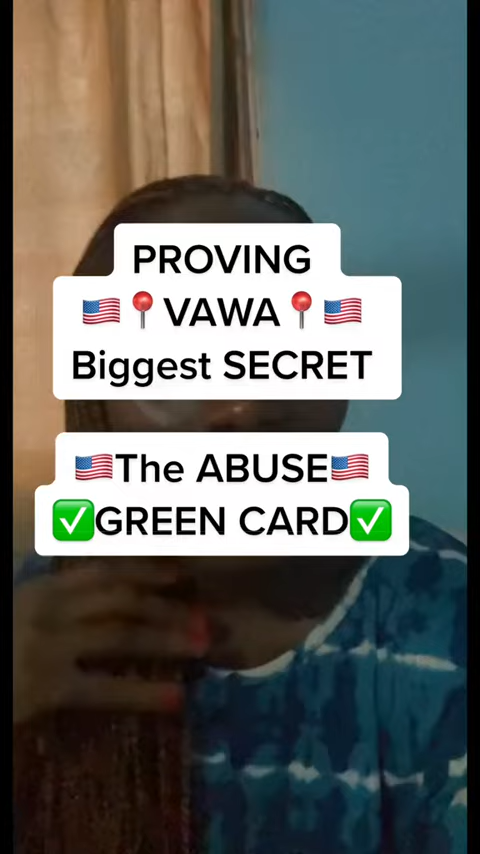 PROVING
🇺🇸📍VAWA📍🇺🇸
Biggest SECRET
🇺🇸The ABUSE🇺🇸
✅GREEN CARD✅